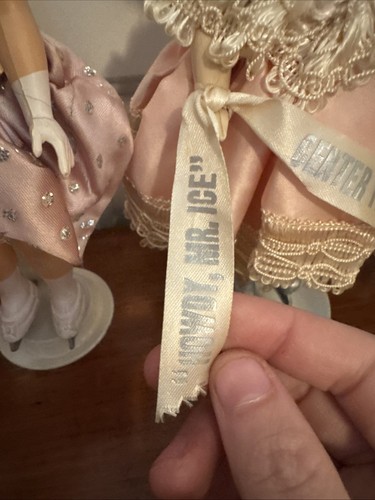 "HOWDY, MR. ICE"
CENTER